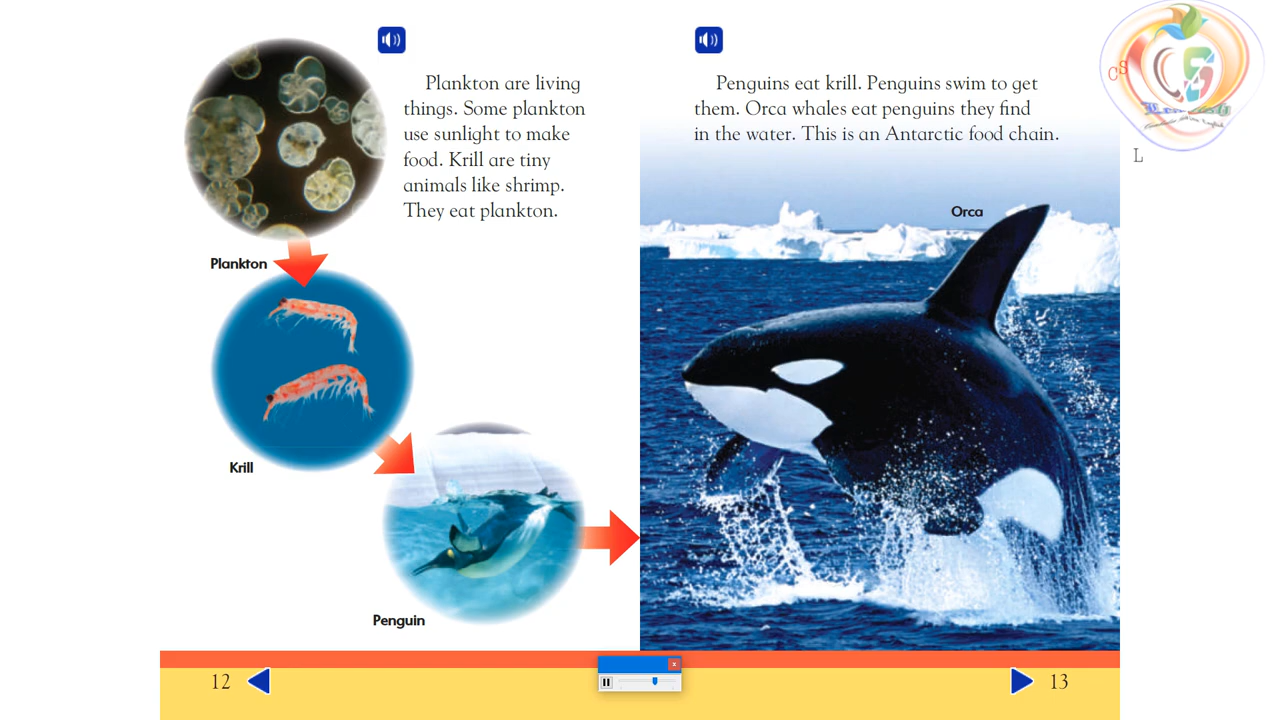 Plankton are living
things. Some plankton
use sunlight to make
food. Krill are tiny
animals like shrimp.
They eat plankton.
Plankton
Krill
Penguin
12
Penguins eat krill. Penguins swim to get
them. Orca whales eat penguins they find
in the water. This is an Antarctic food chain.
Orca
13
CS
L